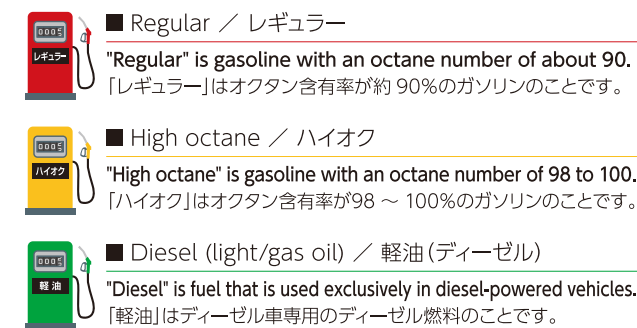 ■ Regular ／ レギュラー
0005
レギュラー
"Regular" is gasoline with an octane number of about 90.
「レギュラー」はオクタン含有率が約 90%のガソリンのことです。
■ High octane ／ ハイオク
0005
ハイオク
"High octane" is gasoline with an octane number of 98 to 100.
「ハイオク」はオクタン含有率が98 ～ 100%のガソリンのことです。
■ Diesel (light/gas oil) ／ 軽油（ディーゼル）
0005
軽油
"Diesel" is fuel that is used exclusively in diesel-powered vehicles.
「軽油」はディーゼル車専用のディーゼル燃料のことです。